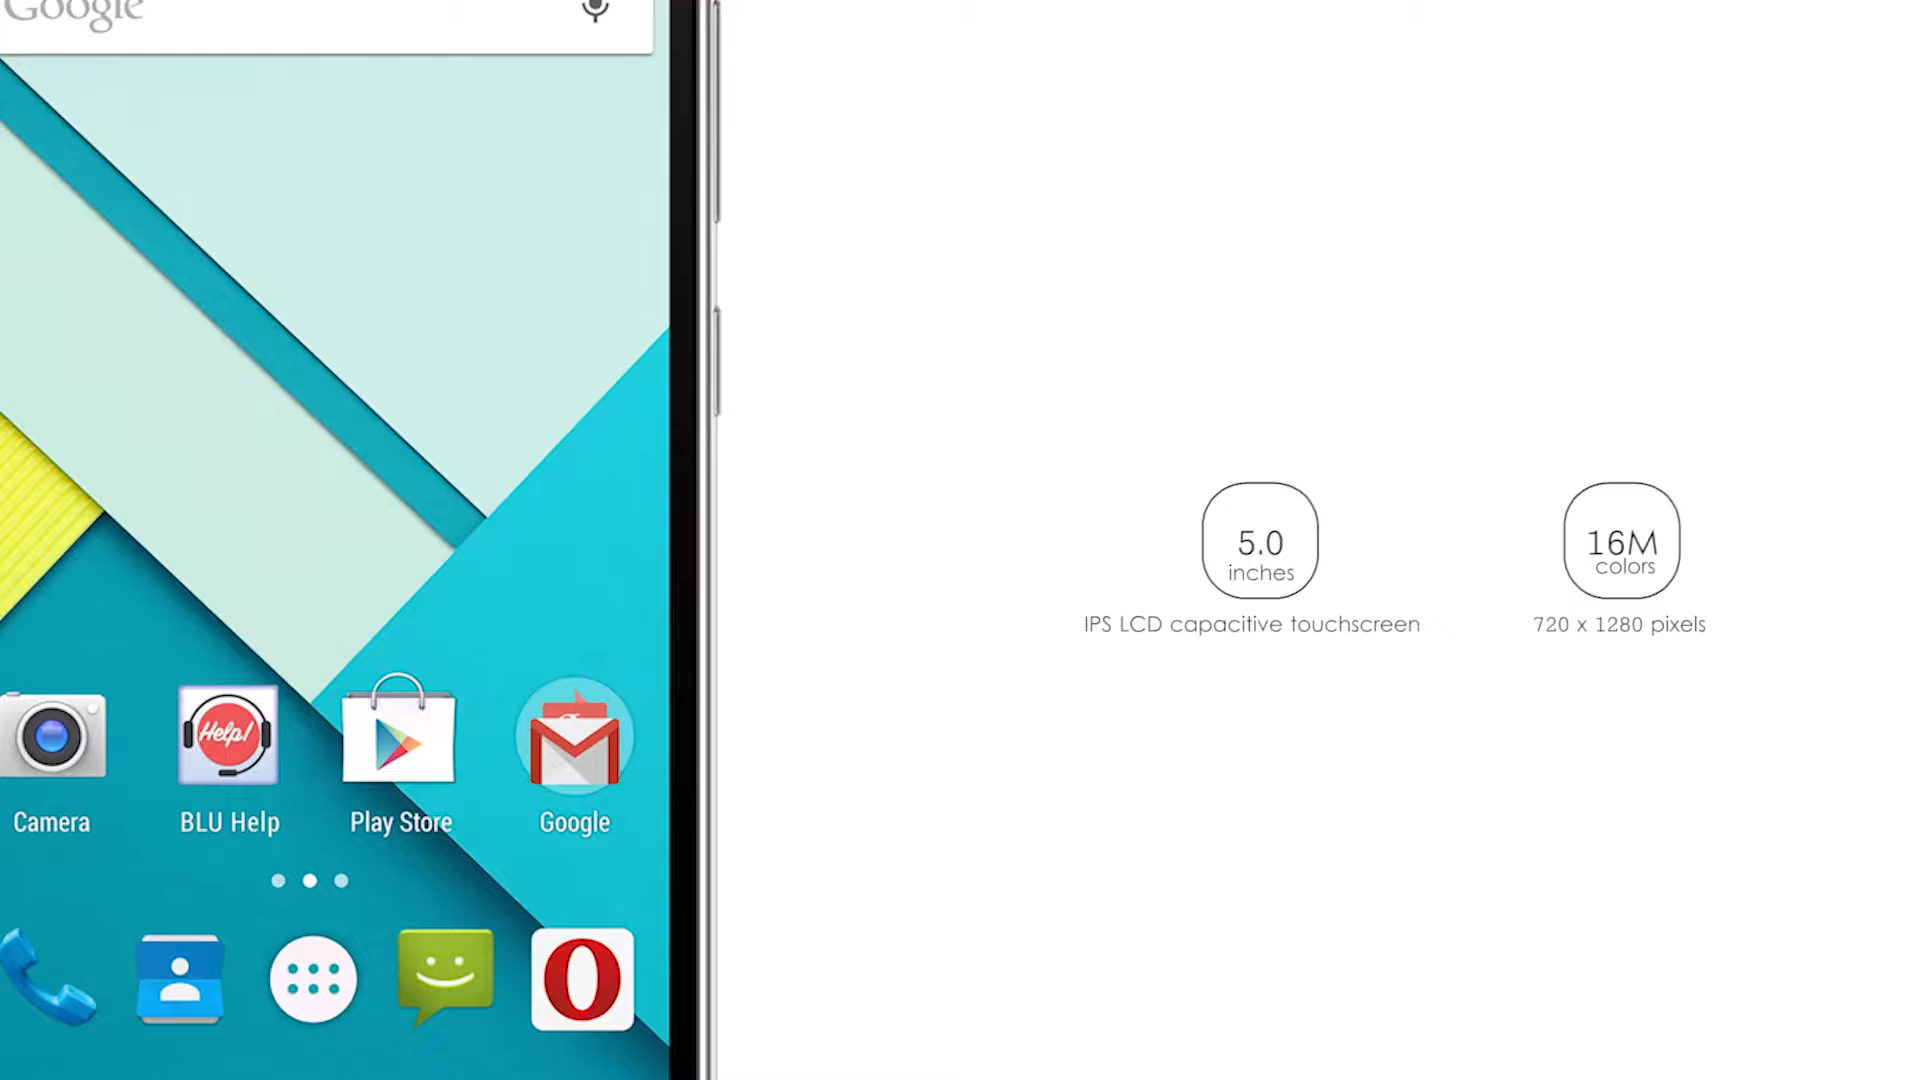 Google
5.0
inches
IPS LCD capacitive touchscreen
16M
colors
720 x 1280 pixels
Help!
Camera
BLU Help
Play Store
Google